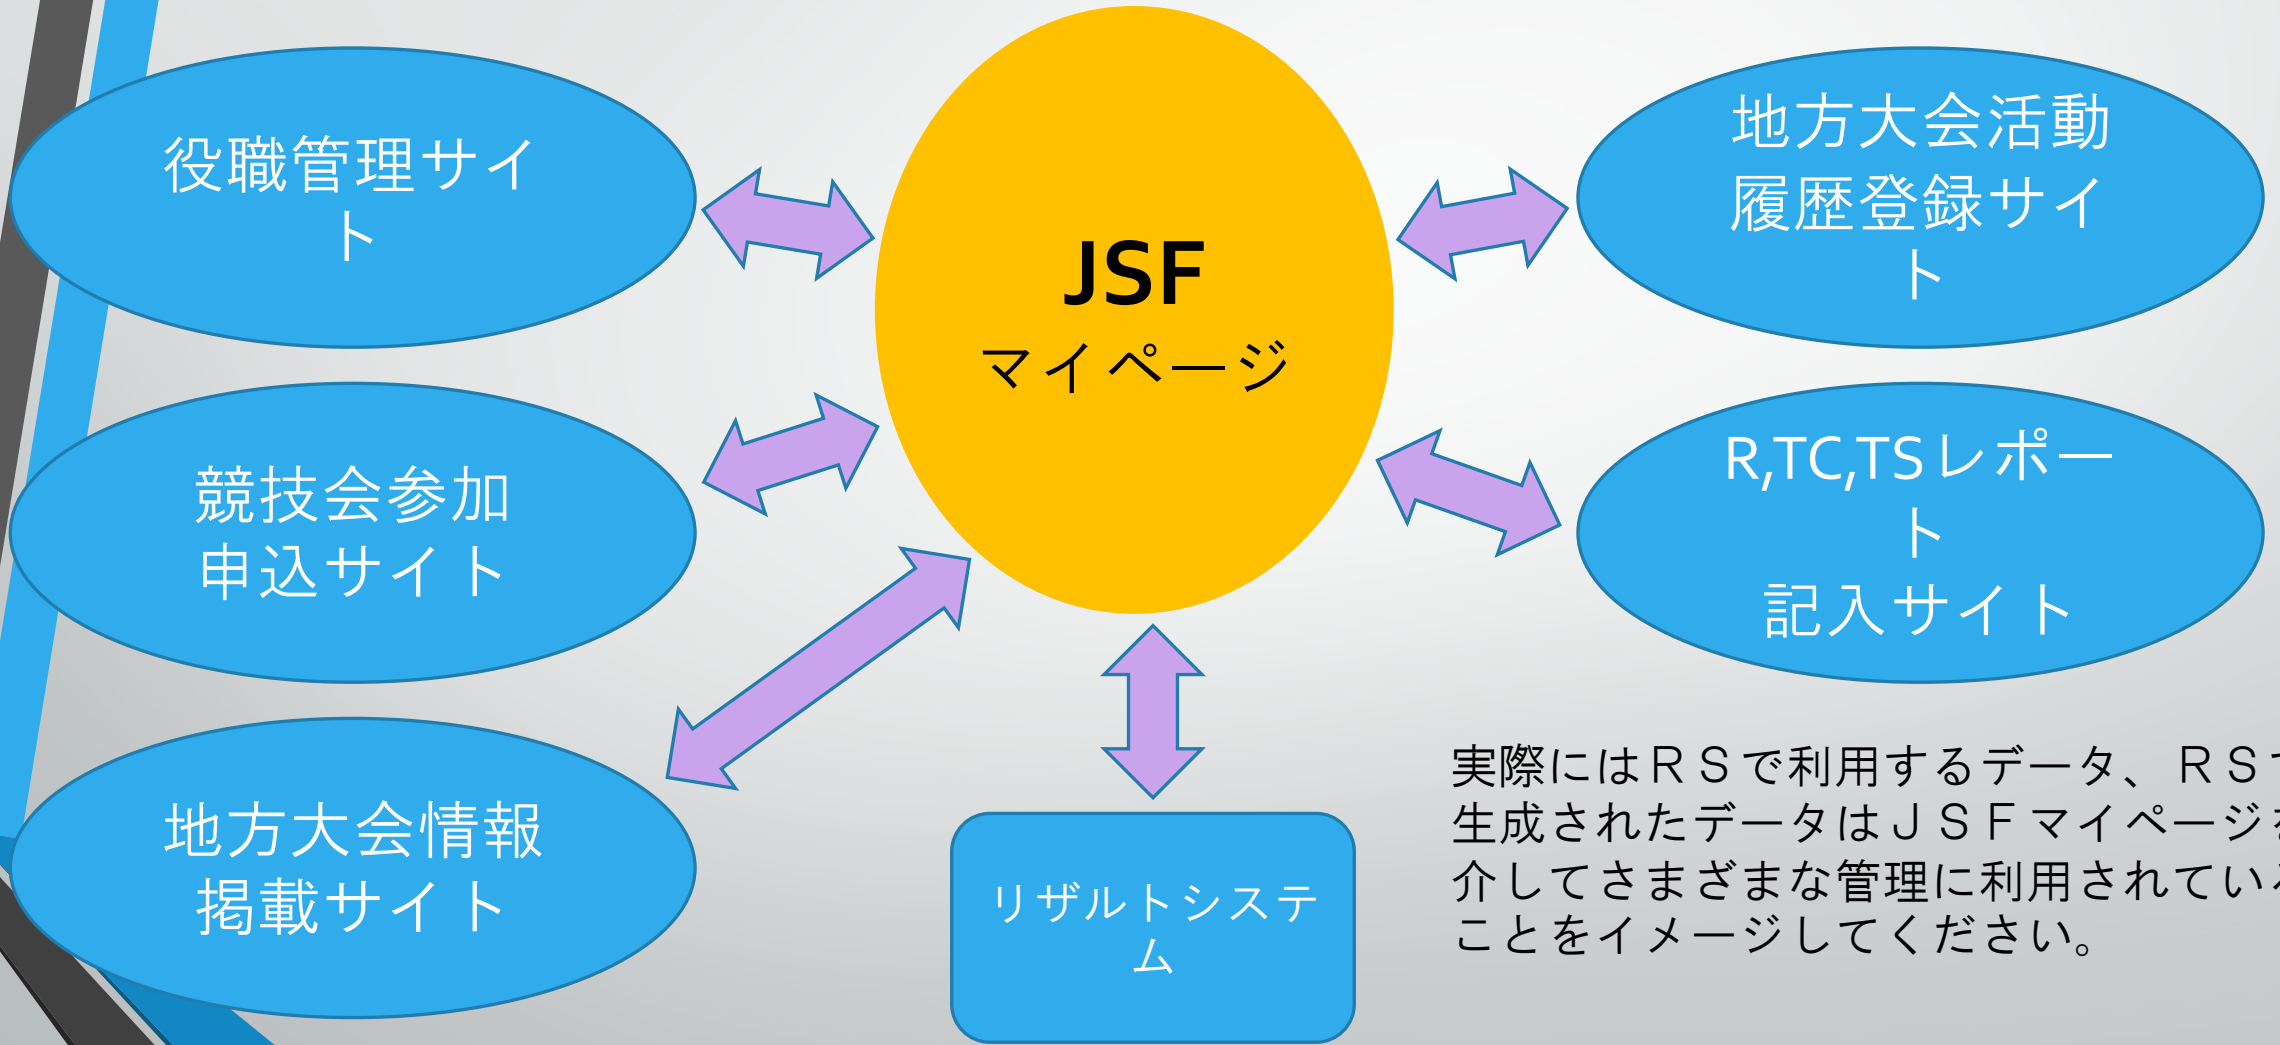 役職管理サイ
ト
競技会参加
申込サイト
地方大会情報
掲載サイト
JSF
マイページ
リザルトシステ
ム
地方大会活動
履歴登録サイ
ト
R,TC,TSレポー
ト
記入サイト
実際にはＲＳで利用するデータ、ＲＳ
生成されたデータはＪＳＦマイページ
介してさまざまな管理に利用されてい
ことをイメージしてください。